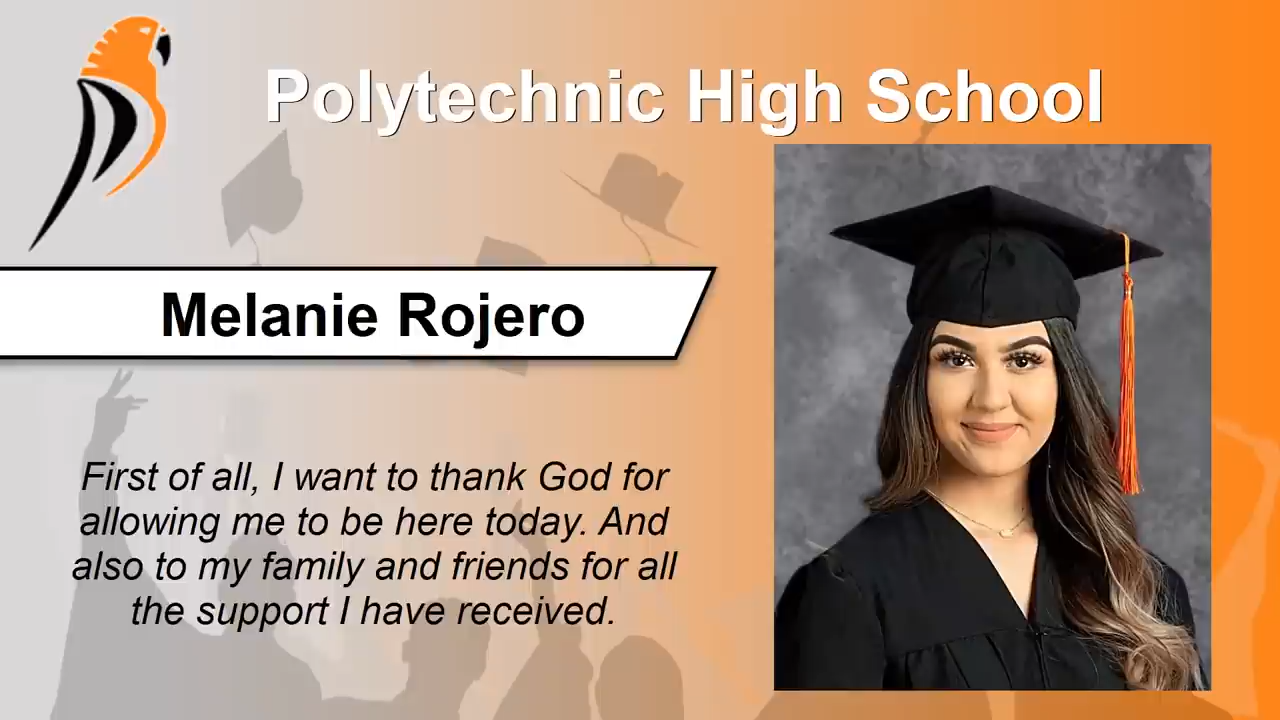 Polytechnic High School
Melanie Rojero
First of all, I want to thank God for
allowing me to be here today. And
also to my family and friends for all
the support I have received.